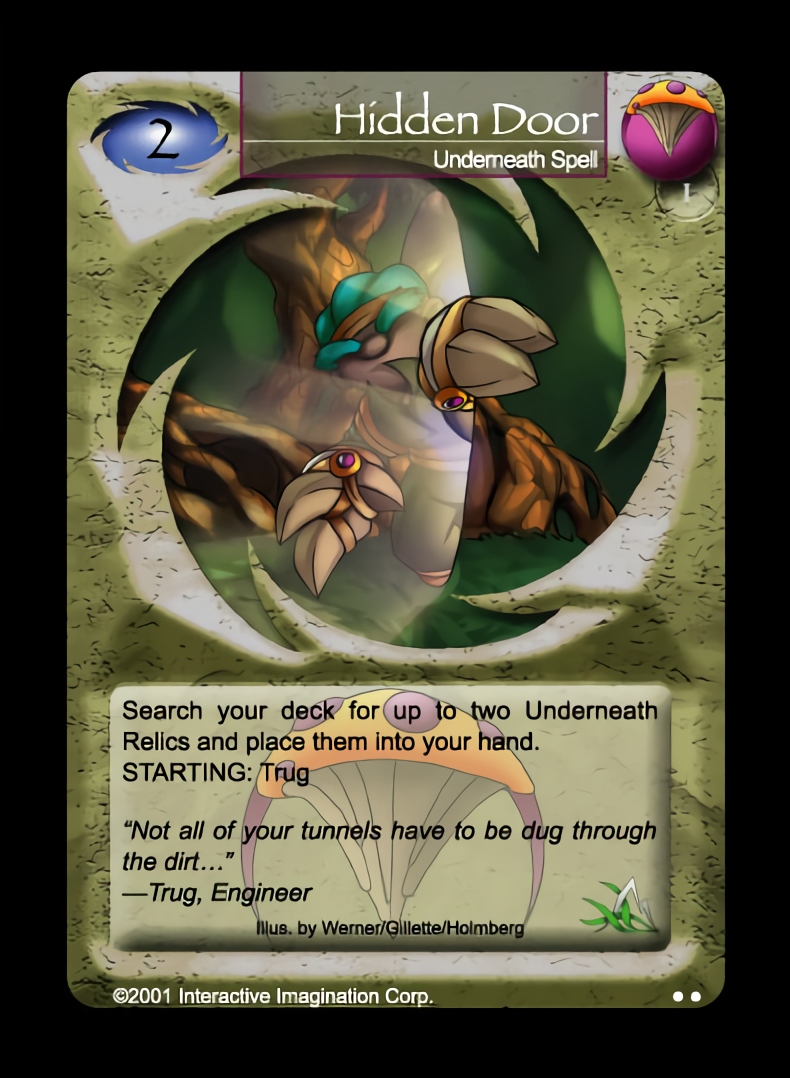 2
Hidden Door
Underneath Spell
1
Search your deck for up to two Underneath
Relics and place them into your hand.
STARTING: Trug
“Not all of your tunnels have to be dug through
the dirt…”
—Trug, Engineer
Illus. by Werner/Gillette/Holmberg
©2001 Interactive Imagination Corp.